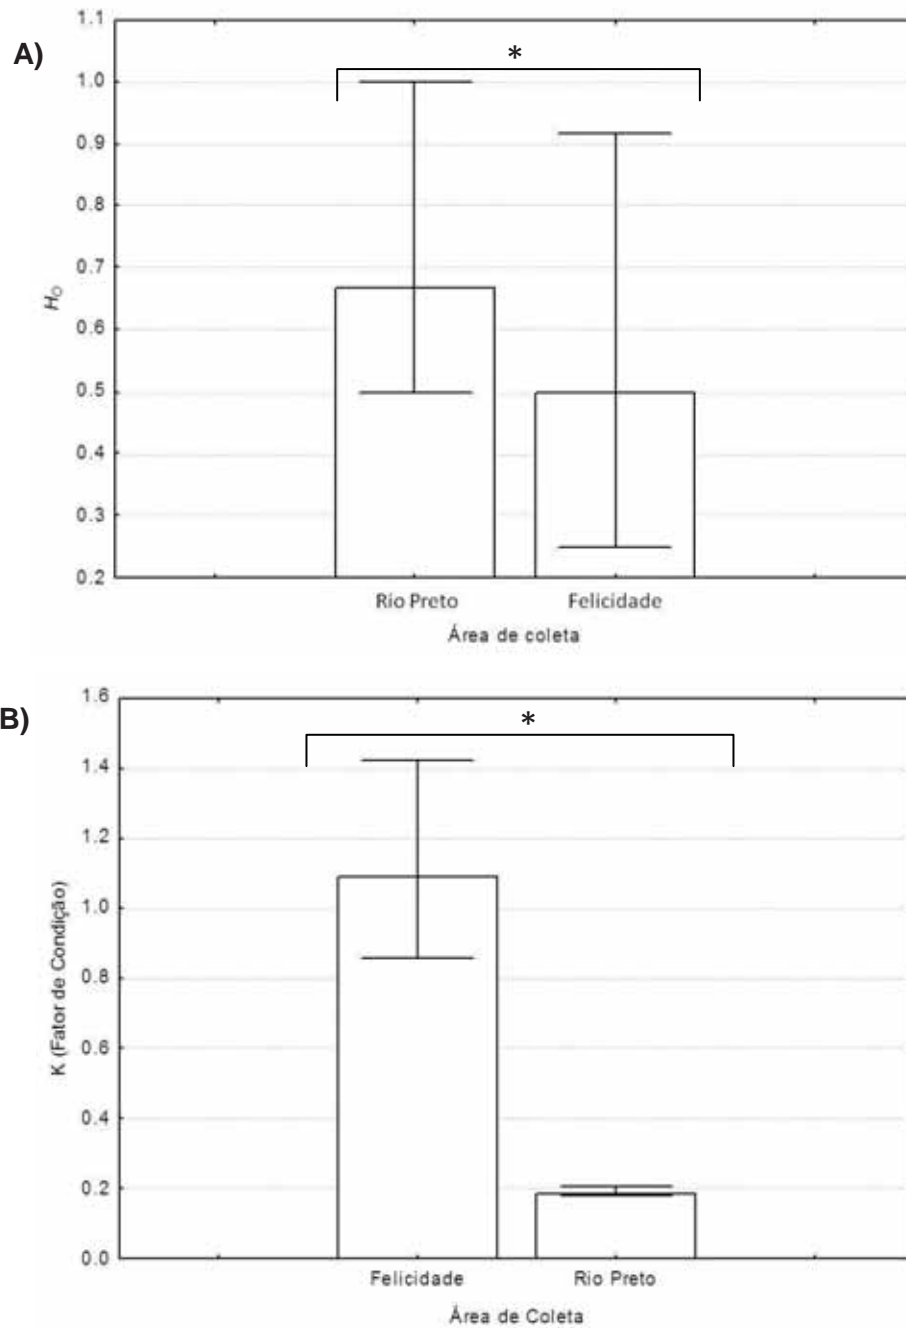 A)
*
1.1
1.0
0.9
0.8
0.7
0.6
0.5
0.4
0.3
0.2
H_O
Rio Preto Felicidade
Área de coleta
B)
*
1.6
1.4
1.2
1.0
0.8
0.6
0.4
0.2
0.0
K (Fator de Condição)
Felicidade Rio Preto
Área de Coleta